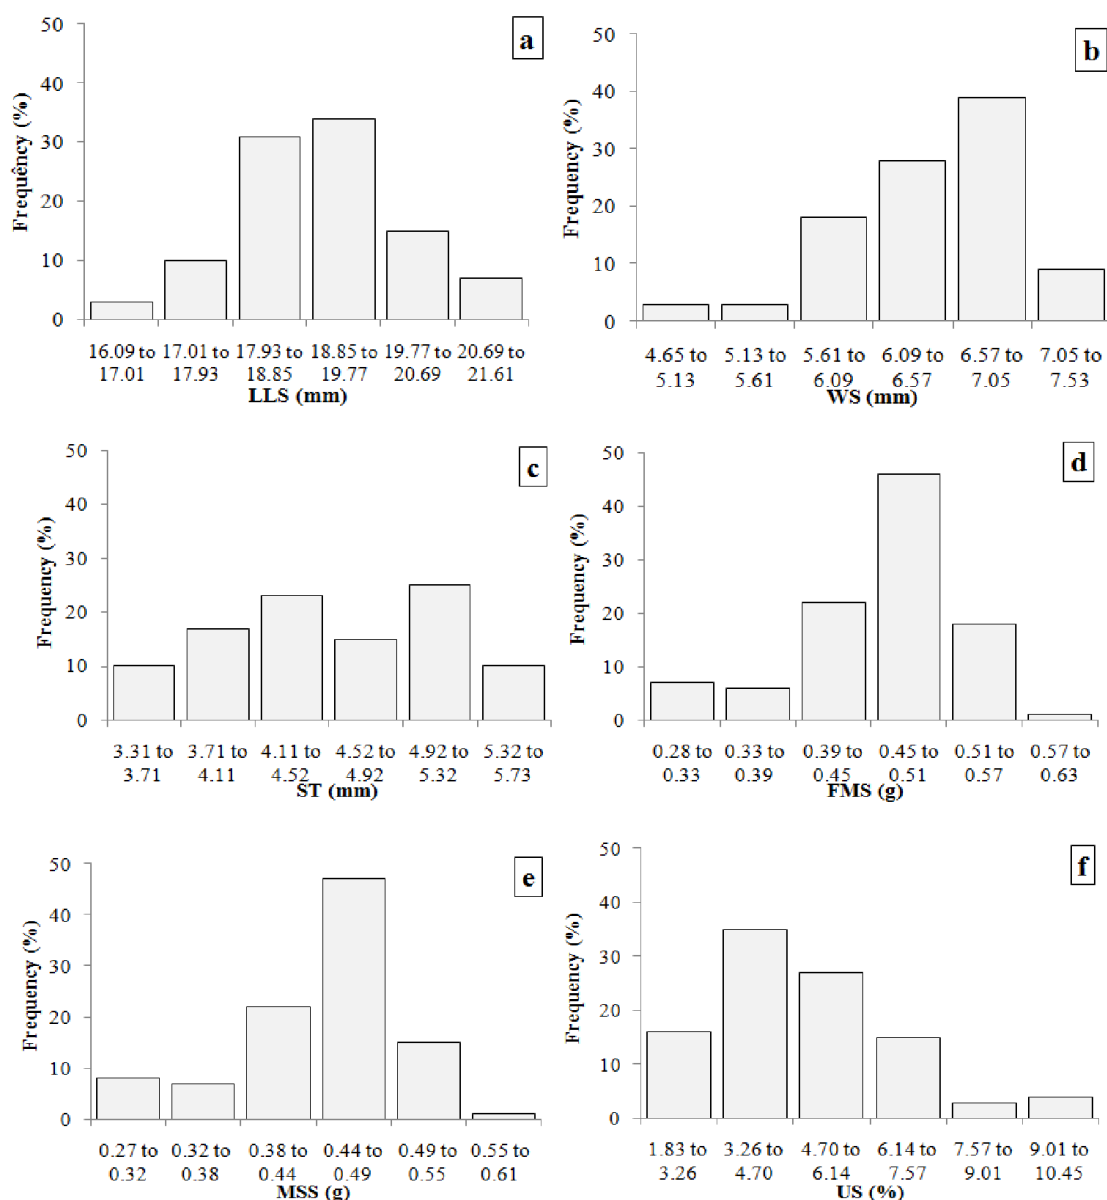 a
Frequêncy (%)
50
40
30
20
10
0
16.09 to 17.01 to 17.93 to 18.85 to 19.77 to 20.69 to
17.01 17.93 18.85 19.77 20.69 21.61
LLS (mm)
b
Frequency (%)
50
40
30
20
10
0
4.65 to 5.13 to 5.61 to 6.09 to 6.57 to 7.05 to
5.13 5.61 6.09 6.57 7.05 7.53
WS (mm)
c
Frequency (%)
50
40
30
20
10
0
3.31 to 3.71 to 4.11 to 4.52 to 4.92 to 5.32 to
3.71 4.11 4.52 4.92 5.32 5.73
ST (mm)
d
Frequency (%)
50
40
30
20
10
0
0.28 to 0.33 to 0.39 to 0.45 to 0.51 to 0.57 to
0.33 0.39 0.45 0.51 0.57 0.63
FMS (g)
e
Frequency (%)
50
40
30
20
10
0
0.27 to 0.32 to 0.38 to 0.44 to 0.49 to 0.55 to
0.32 0.38 0.44 0.49 0.55 0.61
MSS (g)
f
Frequency (%)
50
40
30
20
10
0
1.83 to 3.26 to 4.70 to 6.14 to 7.57 to 9.01 to
3.26 4.70 6.14 7.57 9.01 10.45
US (%)